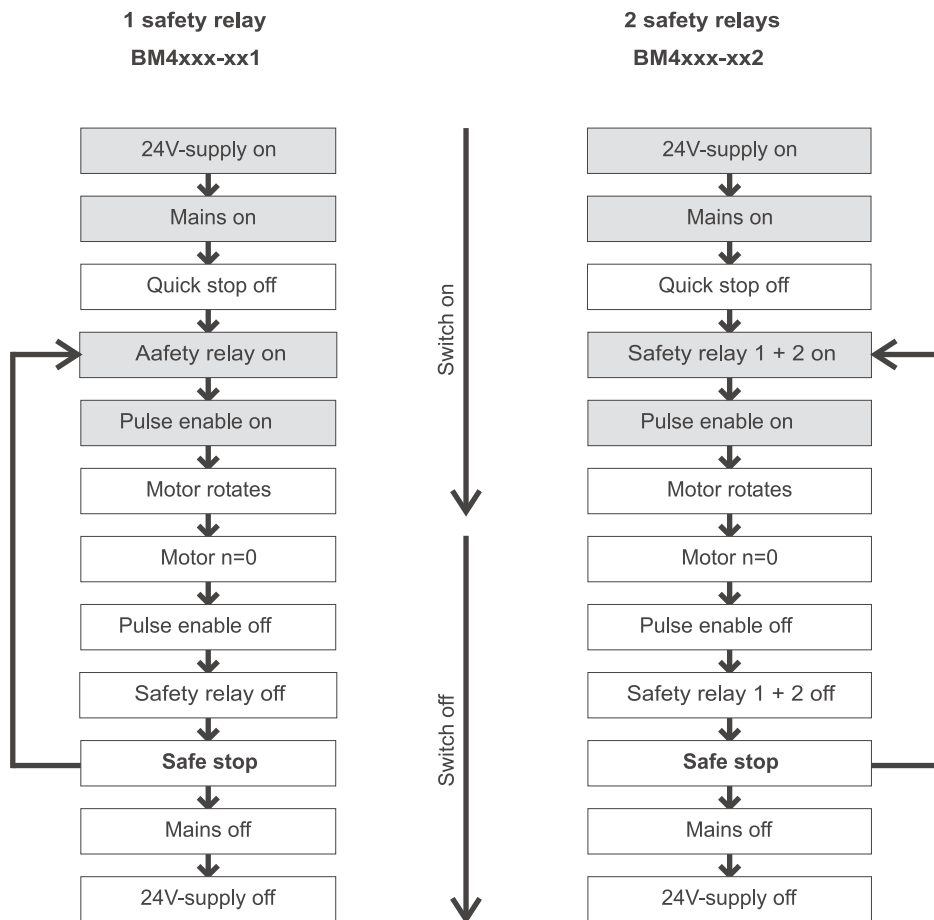 1 safety relay
BM4xxx-xx1
24V-supply on
Mains on
Quick stop off
Aafety relay on
Pulse enable on
Motor rotates
Motor n=0
Pulse enable off
Safety relay off
Safe stop
Mains off
24V-supply off
Switch on
Switch off
2 safety relays
BM4xxx-xx2
24V-supply on
Mains on
Quick stop off
Safety relay 1 + 2 on
Pulse enable on
Motor rotates
Motor n=0
Pulse enable off
Safety relay 1 + 2 off
Safe stop
Mains off
24V-supply off